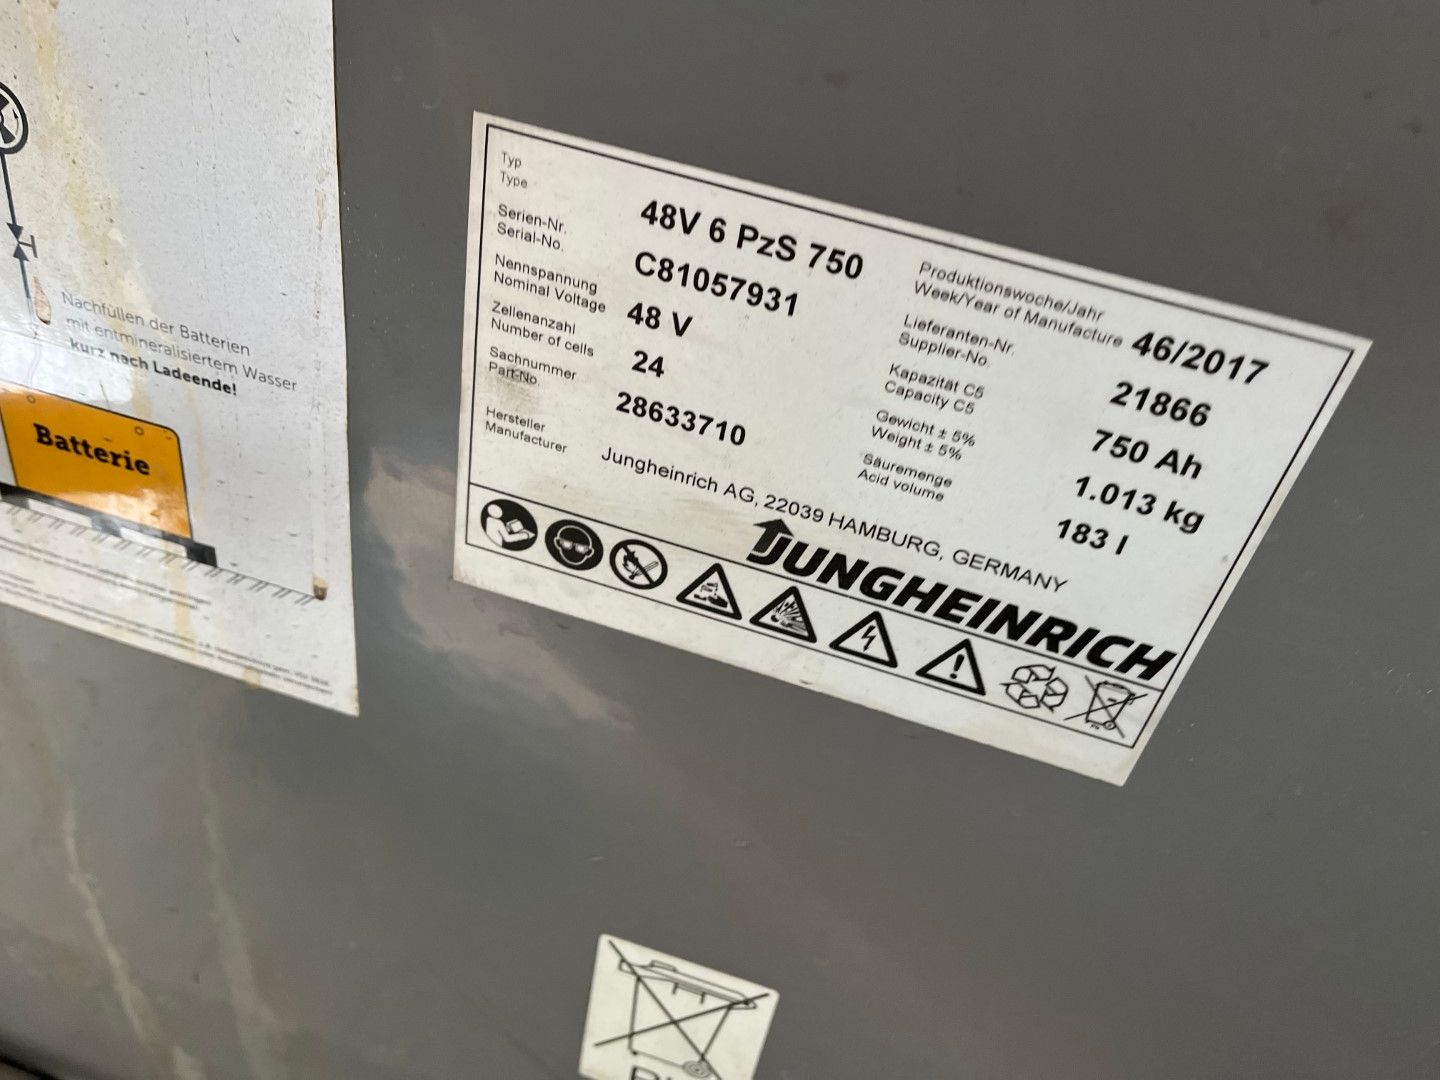 Nachfüllen der Batterien
mit entmineralisiertem Wasser
kurz nach Ladeende!
Batterie
Typ
Type
48V 6 PzS 750
Serien-Nr.
Serial-No.
C81057931
Nennspannung
Nominal Voltage
48 V
Zellenanzahl
Number of cells
24
Sachnummer
Part-No.
28633710
Hersteller
Manufacturer
Jungheinrich AG, 22039 HAMBURG, GERMANY
Produktionswoche/Jahr
Week/Year of Manufacture
46/2017
Lieferanten-Nr.
Supplier-No.
21866
Kapazität C5
Capacity C5
750 Ah
Gewicht ± 5%
Weight ± 5%
1.013 kg
Säuremenge
Acid volume
183 l
JUNGHEINRICH